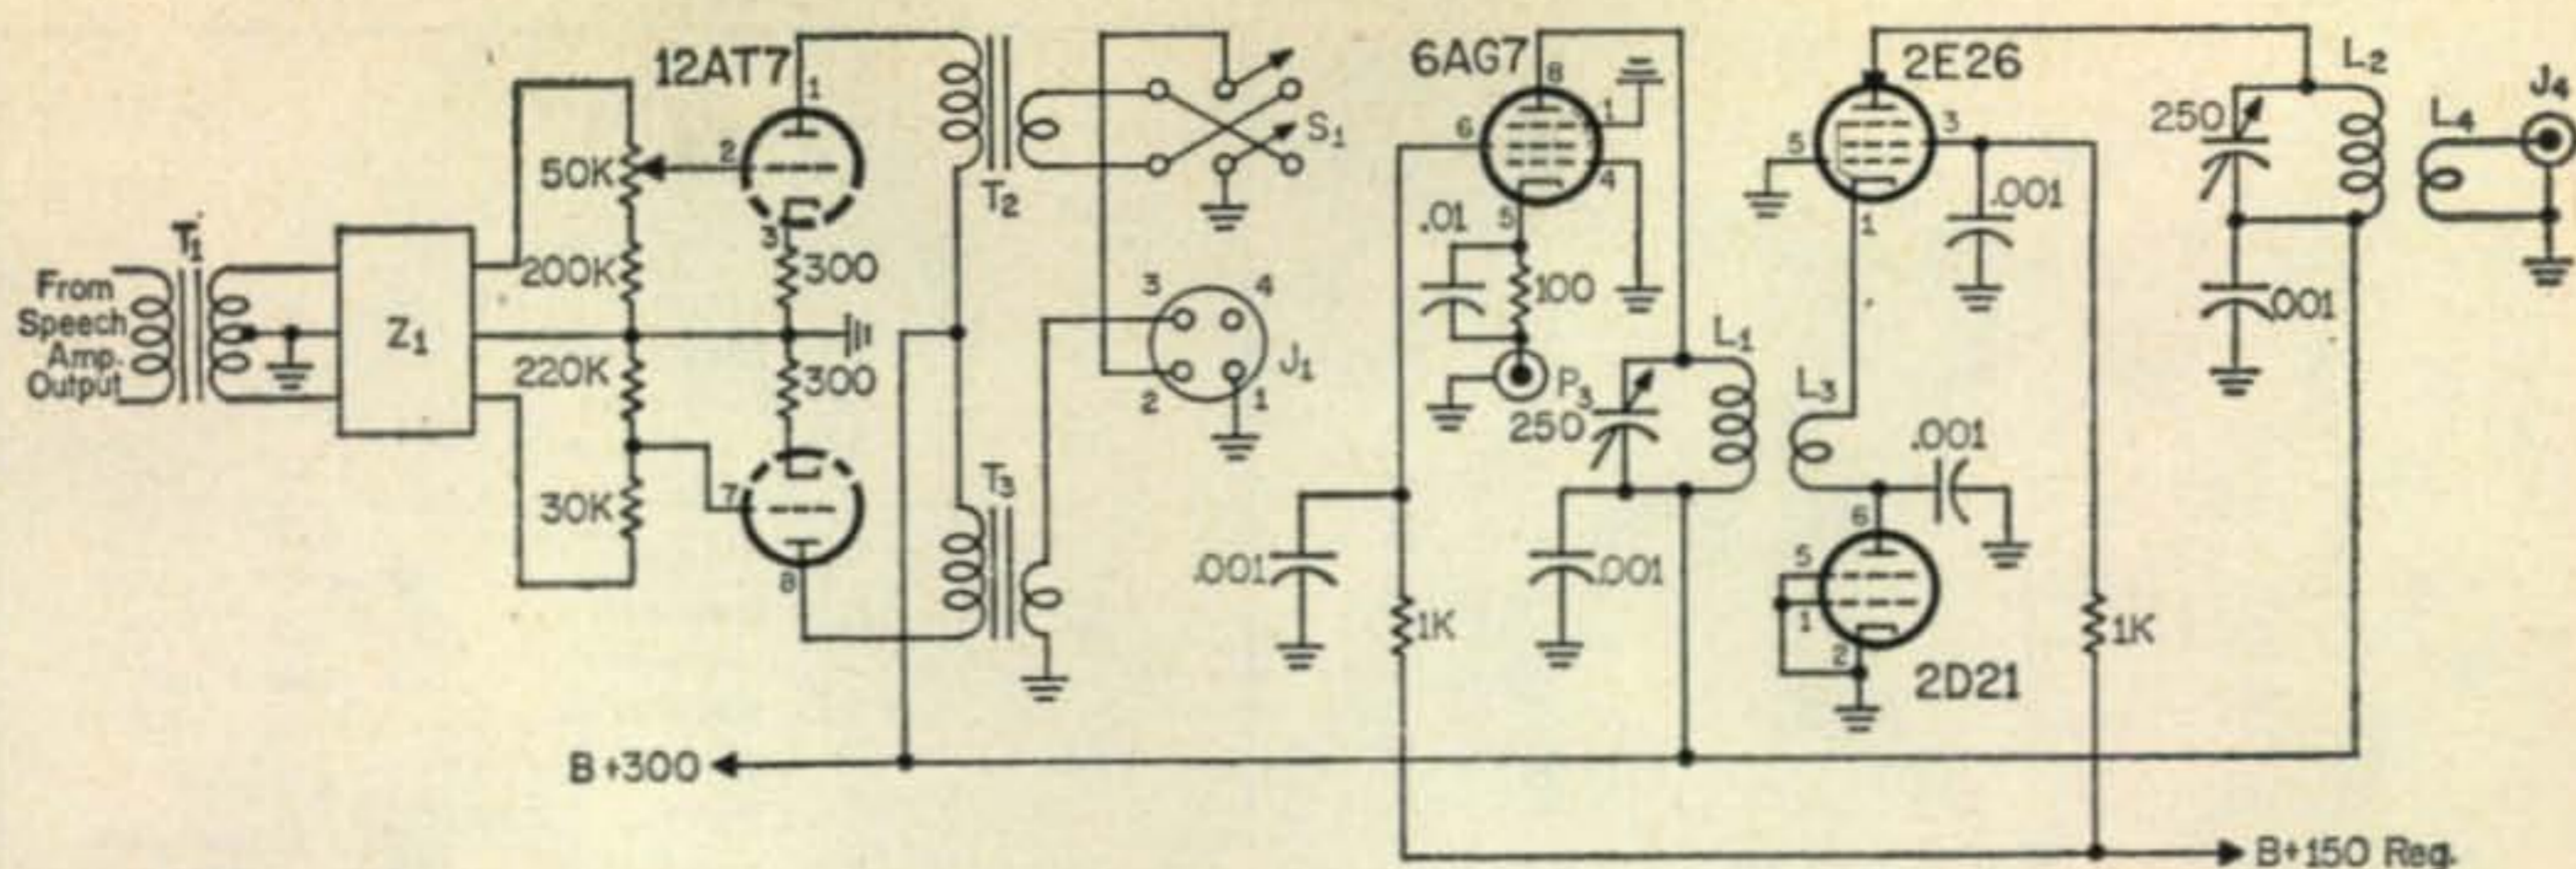 From
Speech
Amp.
Output
T1
Z1
50K
200K
220K
30K
12AT7
1
2
3
300
300
7
8
T2
T3
S1
3
4
2
1
J1
B+300
6AG7
8
6
1
4
5
.01
100
P3
250
L1
.001
1K
.001
2E26
5
3
1
.001
L3
.001
6
5
1
2
2D21
1K
250
L2
L4
J4
.001
B+150 Reg.